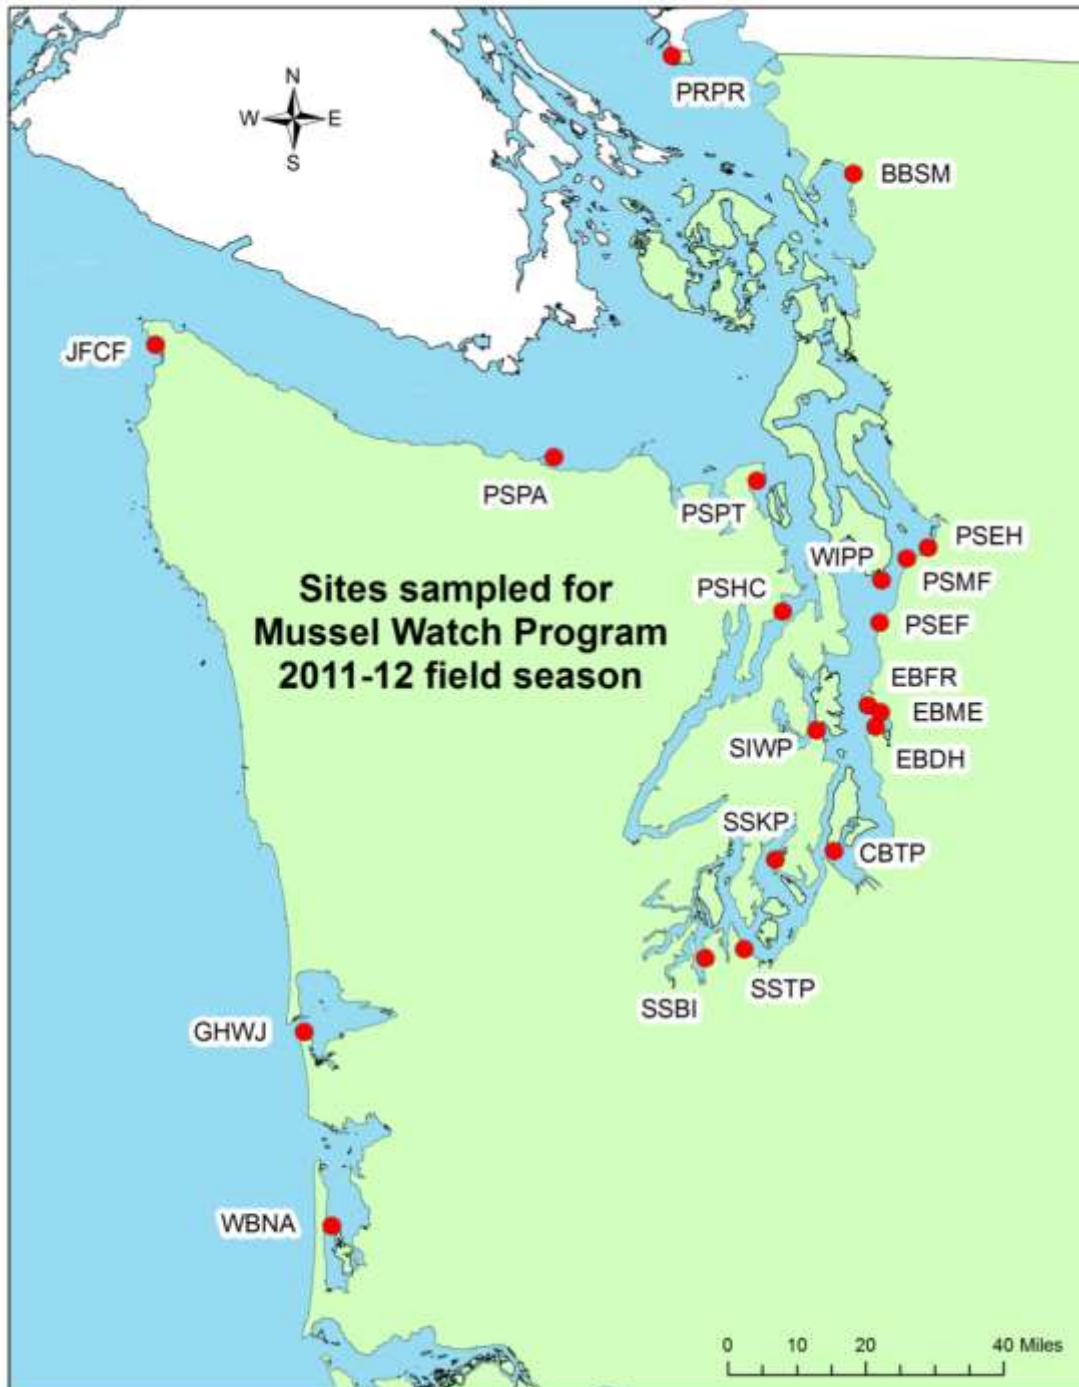 PRPR
N
W E
S
BBSM
JFCF
PSPA
PSPT
PSEH
WIPP
PSMF
PSHC
Sites sampled for
Mussel Watch Program
2011-12 field season
PSEF
EBFR
EBME
SIWP
EBDH
SSKP
CBTP
SSBI
SSTP
GHWJ
WBNA
0 10 20 40 Miles